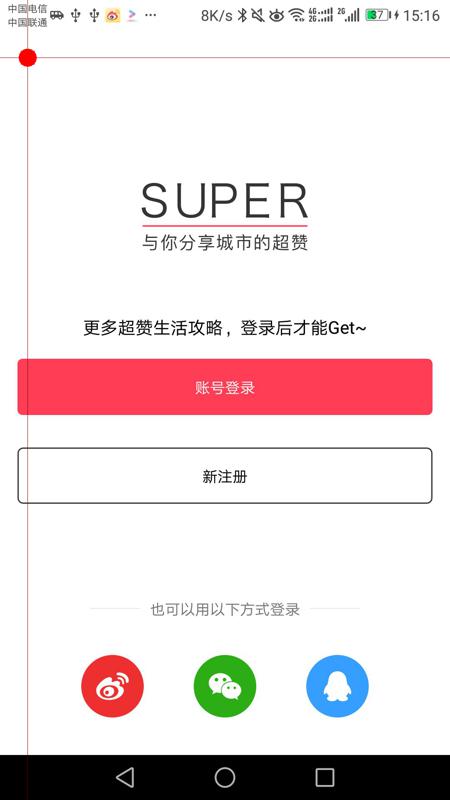 中国电信
中国联通
8K/s 4G 2G 2G 37 15:16
SUPER
与你分享城市的超赞
更多超赞生活攻略，登录后才能Get~
账号登录
新注册
也可以用以下方式登录